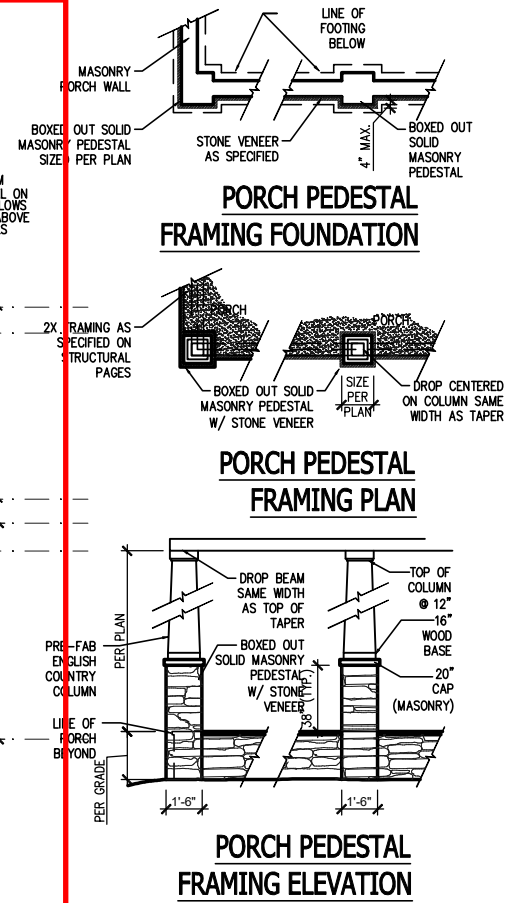 LINE OF
FOOTING
BELOW
MASONRY
PORCH WALL
BOXED OUT SOLID
MASONRY PEDESTAL
SIZED PER PLAN
STONE VENEER
AS SPECIFIED
4" MAX.
BOXED OUT
SOLID
MASONRY
PEDESTAL
L ON
LOWS
ABOVE
PORCH PEDESTAL
FRAMING FOUNDATION
PORCH
PORCH
2X FRAMING AS
SPECIFIED ON
STRUCTURAL
PAGES
BOXED OUT SOLID
MASONRY PEDESTAL
W/ STONE VENEER
SIZE
PER
PLAN
DROP CENTERED
ON COLUMN SAME
WIDTH AS TAPER
PORCH PEDESTAL
FRAMING PLAN
DROP BEAM
SAME WIDTH
AS TOP OF
TAPER
TOP OF
COLUMN
@ 12"
16"
WOOD
BASE
PER PLAN
PRE-FAB
ENGLISH
COUNTRY
COLUMN
BOXED OUT
SOLID MASONRY
PEDESTAL
W/ STONE
VENEER
38" (TYP.)
20"
CAP
(MASONRY)
LINE OF
PORCH
BEYOND
PER GRADE
1'-6"
1'-6"
PORCH PEDESTAL
FRAMING ELEVATION